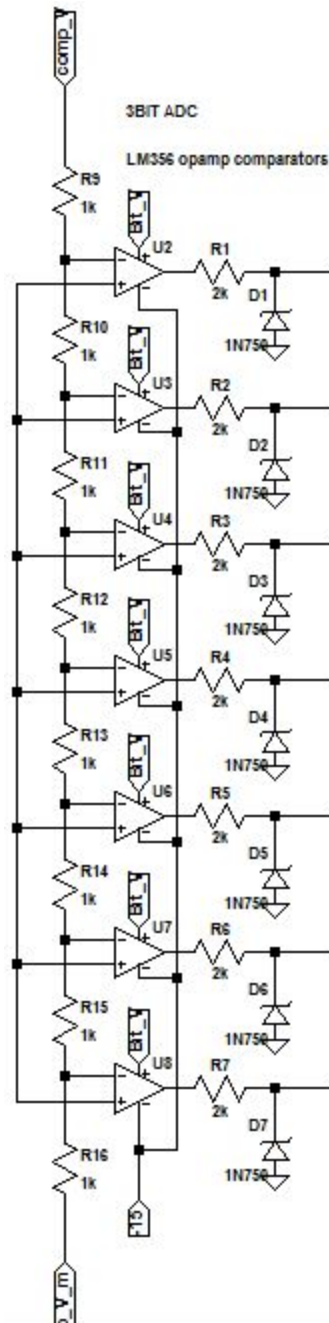 comp_V
3BIT ADC
LM356 opamp comparators
R9
1k
Bt_V
U2
R1
2k
D1
1N750
R10
1k
Bt_V
U3
R2
2k
D2
1N750
R11
1k
Bt_V
U4
R3
2k
D3
1N750
R12
1k
Bt_V
U5
R4
2k
D4
1N750
R13
1k
Bt_V
U6
R5
2k
D5
1N750
R14
1k
Bt_V
U7
R6
2k
D6
1N750
R15
1k
Bt_V
U8
R7
2k
D7
1N750
R16
1k
-15
p_V_m